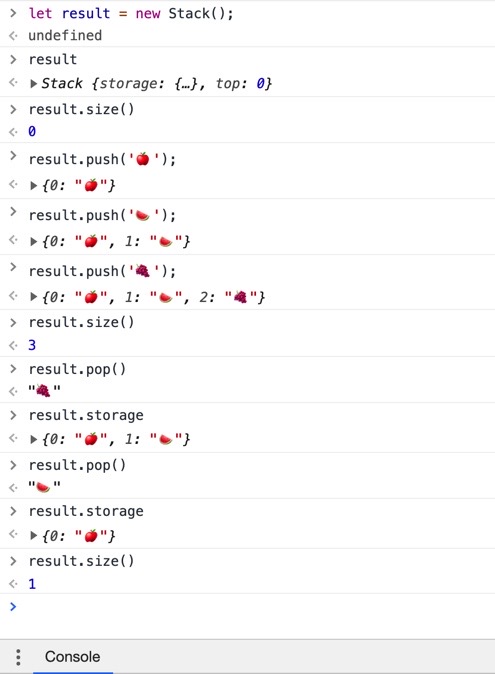 > let result = new Stack();
<· undefined
> result
<· ▶Stack {storage: {…}, top: 0}
> result.size()
<· 0
> result.push('🍎');
<· ▶{0: "🍎"}
> result.push('🍉');
<· ▶{0: "🍎", 1: "🍉"}
> result.push('🍇');
<· ▶{0: "🍎", 1: "🍉", 2: "🍇"}
> result.size()
<· 3
> result.pop()
<· "🍇"
> result.storage
<· ▶{0: "🍎", 1: "🍉"}
> result.pop()
<· "🍉"
> result.storage
<· ▶{0: "🍎"}
> result.size()
<· 1
>
⋮ Console